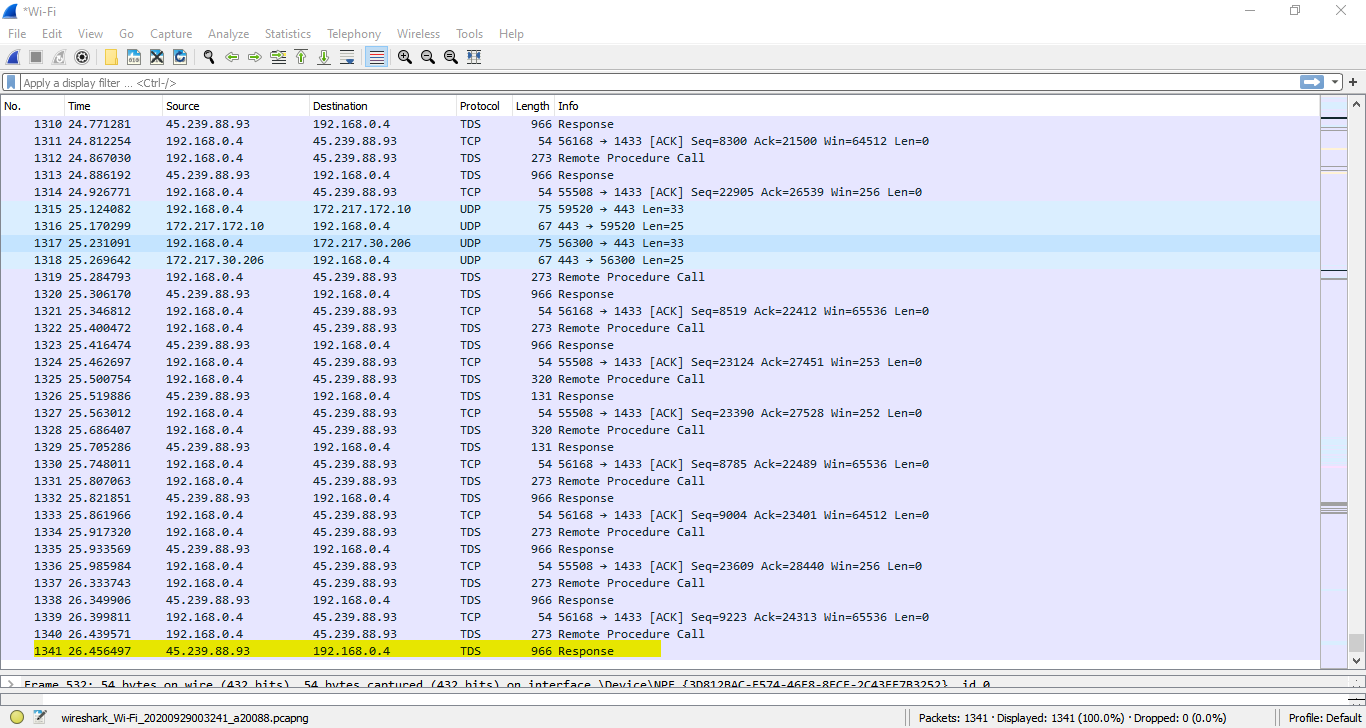 *Wi-Fi
File Edit View Go Capture Analyze Statistics Telephony Wireless Tools Help
Apply a display filter ... <Ctrl-/>
No. Time Source Destination Protocol Length Info
1310 24.771281 45.239.88.93 192.168.0.4 TDS 966 Response
1311 24.812254 192.168.0.4 45.239.88.93 TCP 54 56168 → 1433 [ACK] Seq=8300 Ack=21500 Win=64512 Len=0
1312 24.867030 192.168.0.4 45.239.88.93 TDS 273 Remote Procedure Call
1313 24.886192 45.239.88.93 192.168.0.4 TDS 966 Response
1314 24.926771 192.168.0.4 45.239.88.93 TCP 54 55508 → 1433 [ACK] Seq=22905 Ack=26539 Win=256 Len=0
1315 25.124082 192.168.0.4 172.217.172.10 UDP 75 59520 → 443 Len=33
1316 25.170299 172.217.172.10 192.168.0.4 UDP 67 443 → 59520 Len=25
1317 25.231091 192.168.0.4 172.217.30.206 UDP 75 56300 → 443 Len=33
1318 25.269642 172.217.30.206 192.168.0.4 UDP 67 443 → 56300 Len=25
1319 25.284793 192.168.0.4 45.239.88.93 TDS 273 Remote Procedure Call
1320 25.306170 45.239.88.93 192.168.0.4 TDS 966 Response
1321 25.346812 192.168.0.4 45.239.88.93 TCP 54 56168 → 1433 [ACK] Seq=8519 Ack=22412 Win=65536 Len=0
1322 25.400472 192.168.0.4 45.239.88.93 TDS 273 Remote Procedure Call
1323 25.416474 45.239.88.93 192.168.0.4 TDS 966 Response
1324 25.462697 192.168.0.4 45.239.88.93 TCP 54 55508 → 1433 [ACK] Seq=23124 Ack=27451 Win=253 Len=0
1325 25.500754 192.168.0.4 45.239.88.93 TDS 320 Remote Procedure Call
1326 25.519886 45.239.88.93 192.168.0.4 TDS 131 Response
1327 25.563012 192.168.0.4 45.239.88.93 TCP 54 55508 → 1433 [ACK] Seq=23390 Ack=27528 Win=252 Len=0
1328 25.686407 192.168.0.4 45.239.88.93 TDS 320 Remote Procedure Call
1329 25.705286 45.239.88.93 192.168.0.4 TDS 131 Response
1330 25.748011 192.168.0.4 45.239.88.93 TCP 54 56168 → 1433 [ACK] Seq=8785 Ack=22489 Win=65536 Len=0
1331 25.807063 192.168.0.4 45.239.88.93 TDS 273 Remote Procedure Call
1332 25.821851 45.239.88.93 192.168.0.4 TDS 966 Response
1333 25.861966 192.168.0.4 45.239.88.93 TCP 54 56168 → 1433 [ACK] Seq=9004 Ack=23401 Win=64512 Len=0
1334 25.917320 192.168.0.4 45.239.88.93 TDS 273 Remote Procedure Call
1335 25.933569 45.239.88.93 192.168.0.4 TDS 966 Response
1336 25.985984 192.168.0.4 45.239.88.93 TCP 54 55508 → 1433 [ACK] Seq=23609 Ack=28440 Win=256 Len=0
1337 26.333743 192.168.0.4 45.239.88.93 TDS 273 Remote Procedure Call
1338 26.349906 45.239.88.93 192.168.0.4 TDS 966 Response
1339 26.399811 192.168.0.4 45.239.88.93 TCP 54 56168 → 1433 [ACK] Seq=9223 Ack=24313 Win=65536 Len=0
1340 26.439571 192.168.0.4 45.239.88.93 TDS 273 Remote Procedure Call
1341 26.456497 45.239.88.93 192.168.0.4 TDS 966 Response
Frame 532: 54 bytes on wire (432 bits), 54 bytes captured (432 bits) on interface \Device\NPF_ id 0
wireshark_Wi-Fi_20200929003241_a20088.pcapng Packets: 1341 · Displayed: 1341 (100.0%) · Dropped: 0 (0.0%) Profile: Default